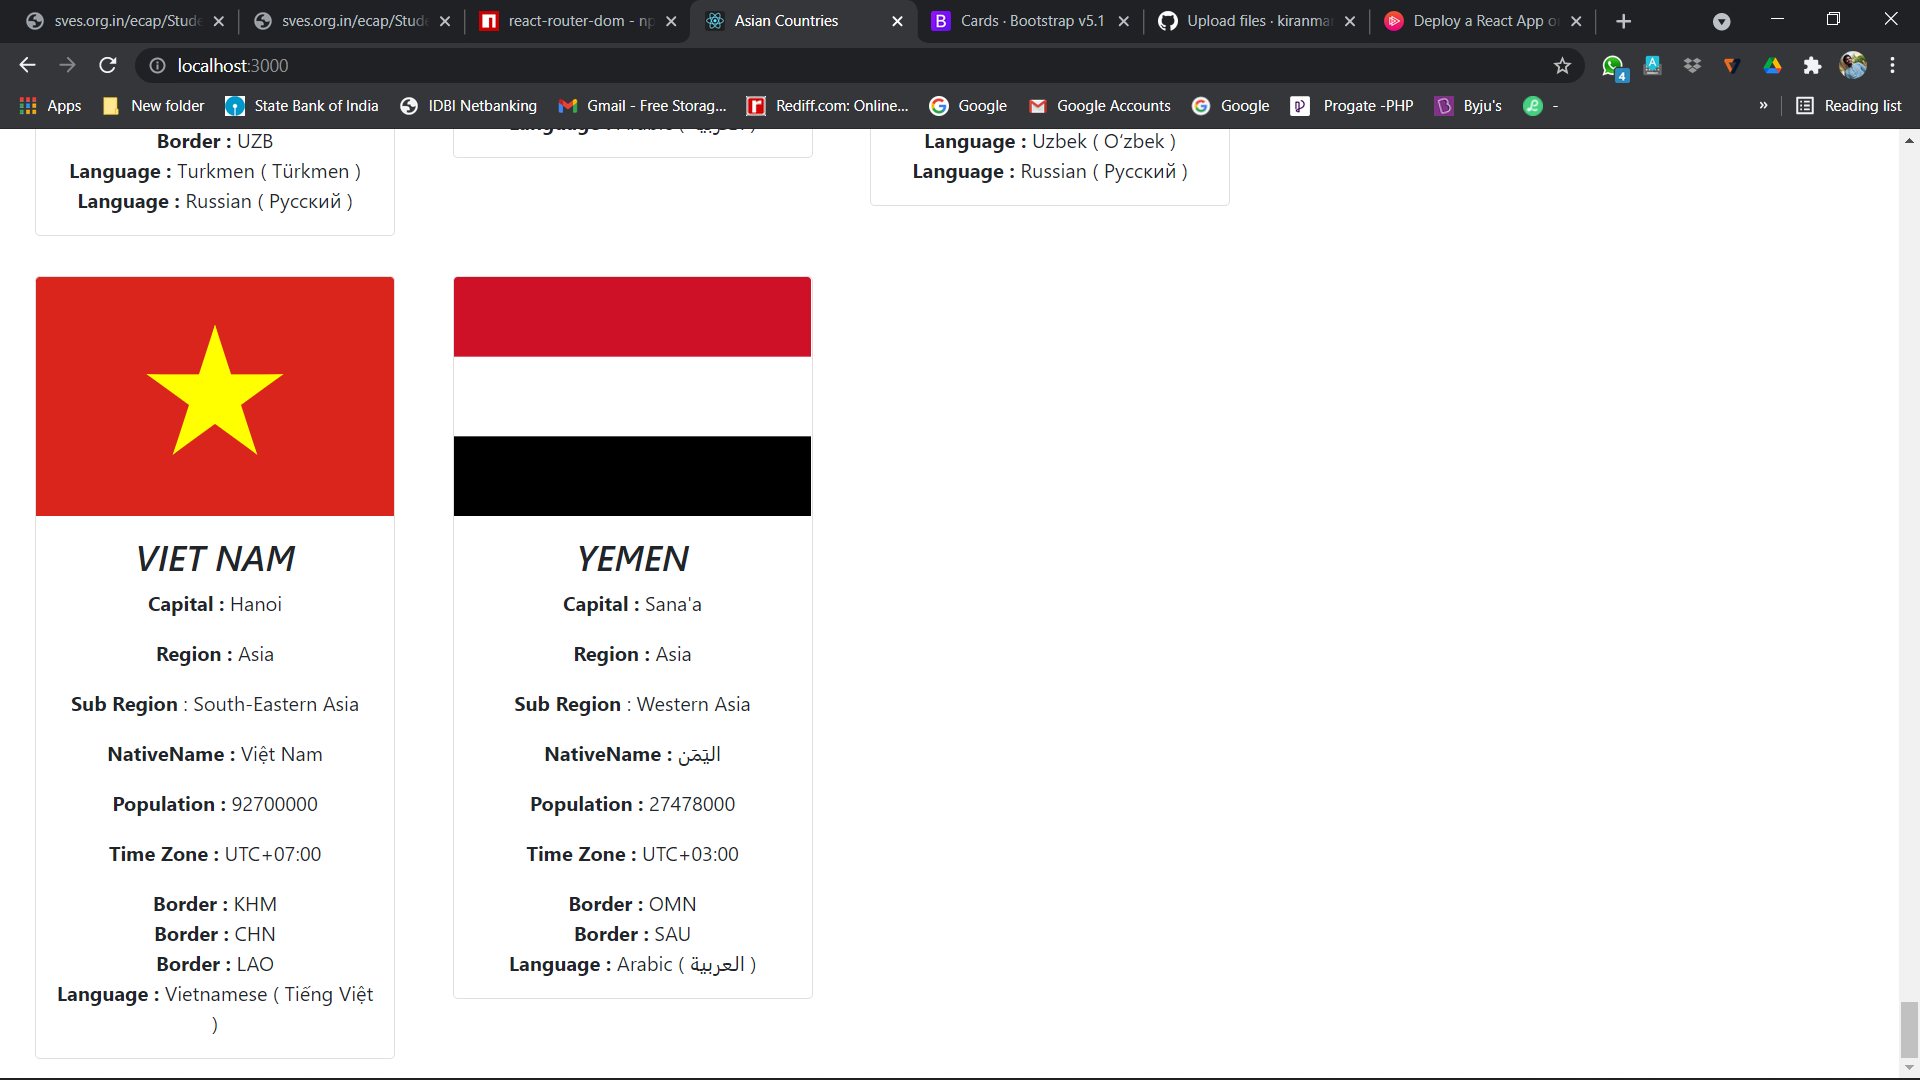 sves.org.in/ecap/Stude
sves.org.in/ecap/Stude
react-router-dom - np
Asian Countries
Cards · Bootstrap v5.1
Upload files · kiranmar
Deploy a React App o
localhost:3000
4
Apps
New folder
State Bank of India
IDBI Netbanking
Gmail - Free Storag...
Rediff.com: Online...
Google
Google Accounts
Google
Progate -PHP
Byju's
-
»
Reading list
Border : UZB
Language : Turkmen ( Türkmen )
Language : Russian ( Русский )
Language : Arabic ( العربية )
Language : Uzbek ( Oʻzbek )
Language : Russian ( Русский )
VIET NAM
Capital : Hanoi
Region : Asia
Sub Region : South-Eastern Asia
NativeName : Việt Nam
Population : 92700000
Time Zone : UTC+07:00
Border : KHM
Border : CHN
Border : LAO
Language : Vietnamese ( Tiếng Việt
)
YEMEN
Capital : Sana'a
Region : Asia
Sub Region : Western Asia
NativeName : اليَمَن
Population : 27478000
Time Zone : UTC+03:00
Border : OMN
Border : SAU
Language : Arabic ( العربية )